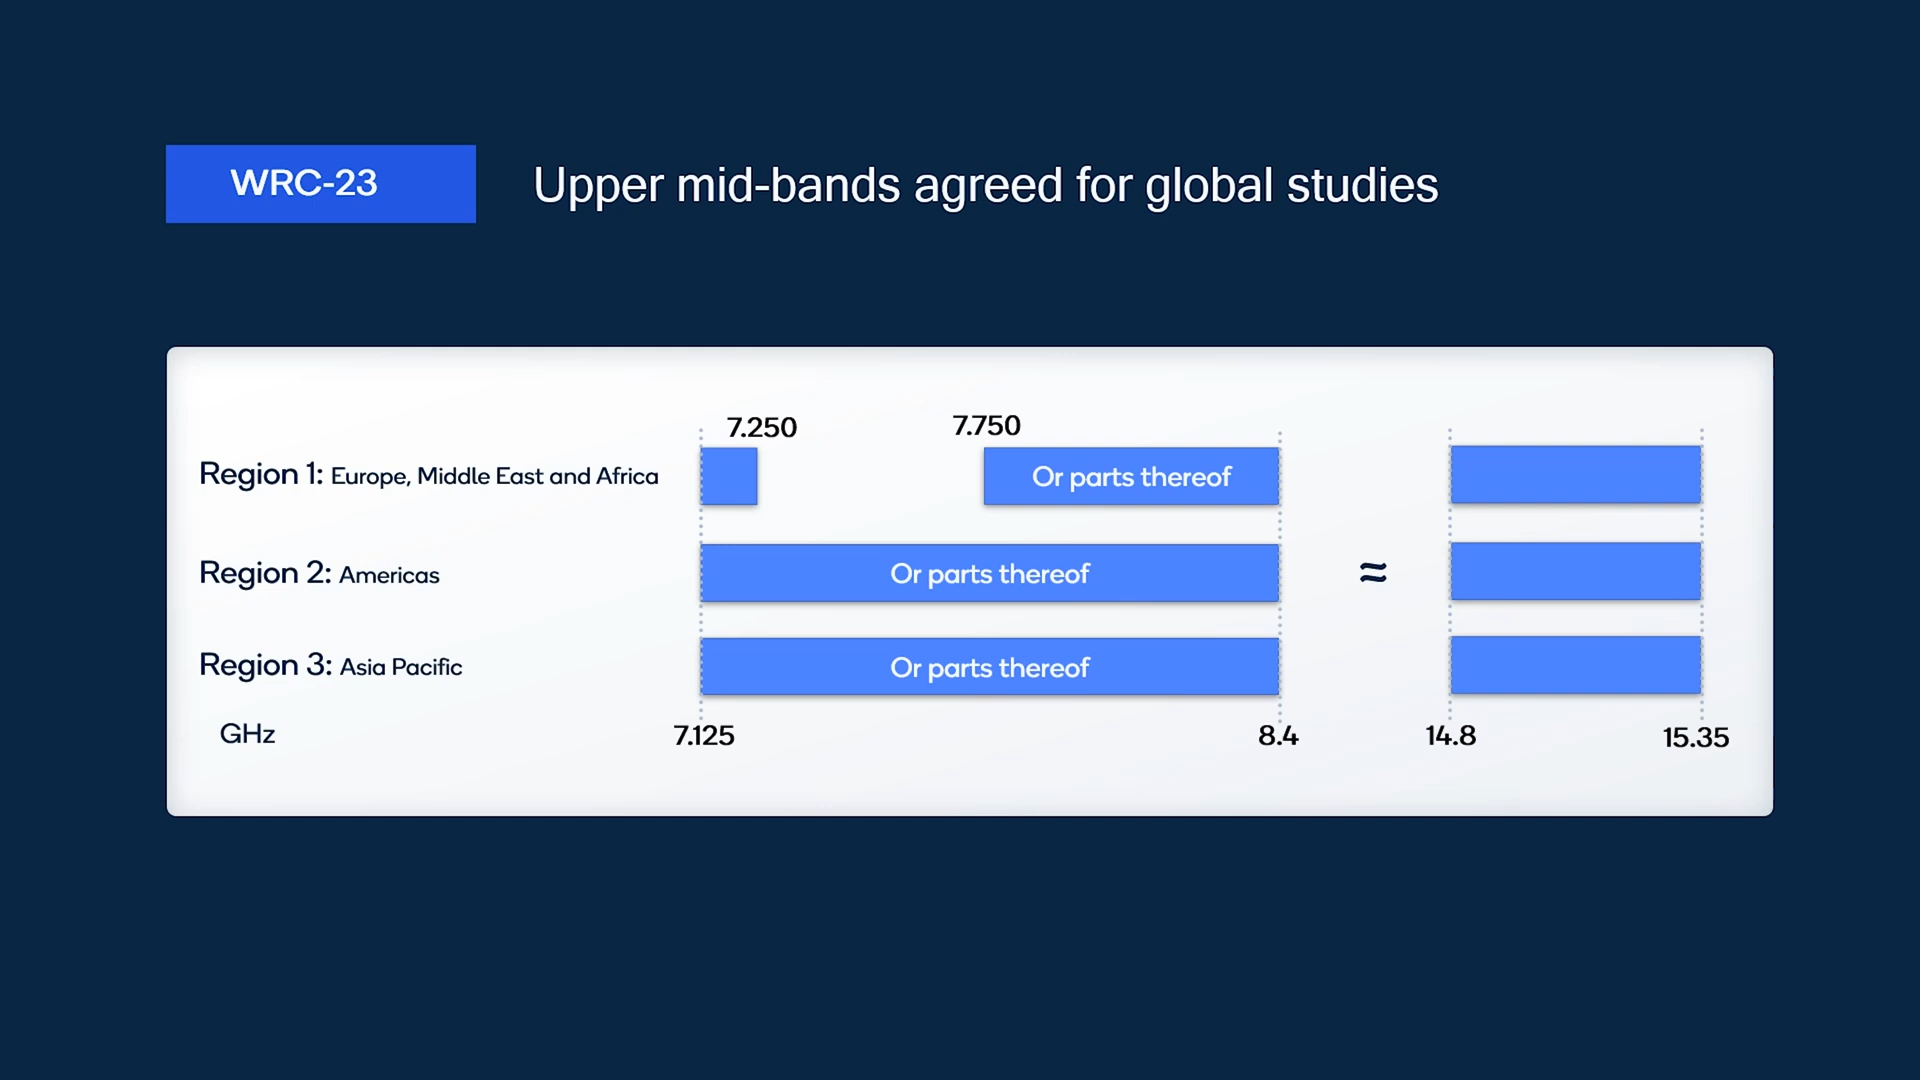 WRC-23
Upper mid-bands agreed for global studies
7.250
7.750
Region 1: Europe, Middle East and Africa
Or parts thereof
Region 2: Americas
Or parts thereof
≈
Region 3: Asia Pacific
Or parts thereof
GHz
7.125
8.4
14.8
15.35